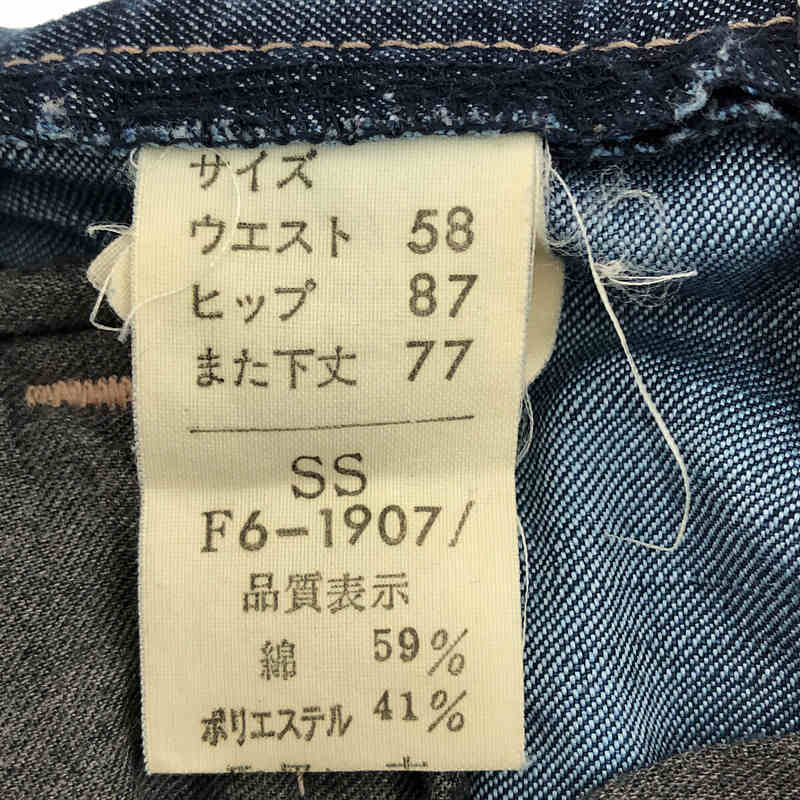 サイズ
ウエスト 58
ヒップ 87
また下丈 77
SS
F6-1907/
品質表示
綿 59%
ポリエステル 41%